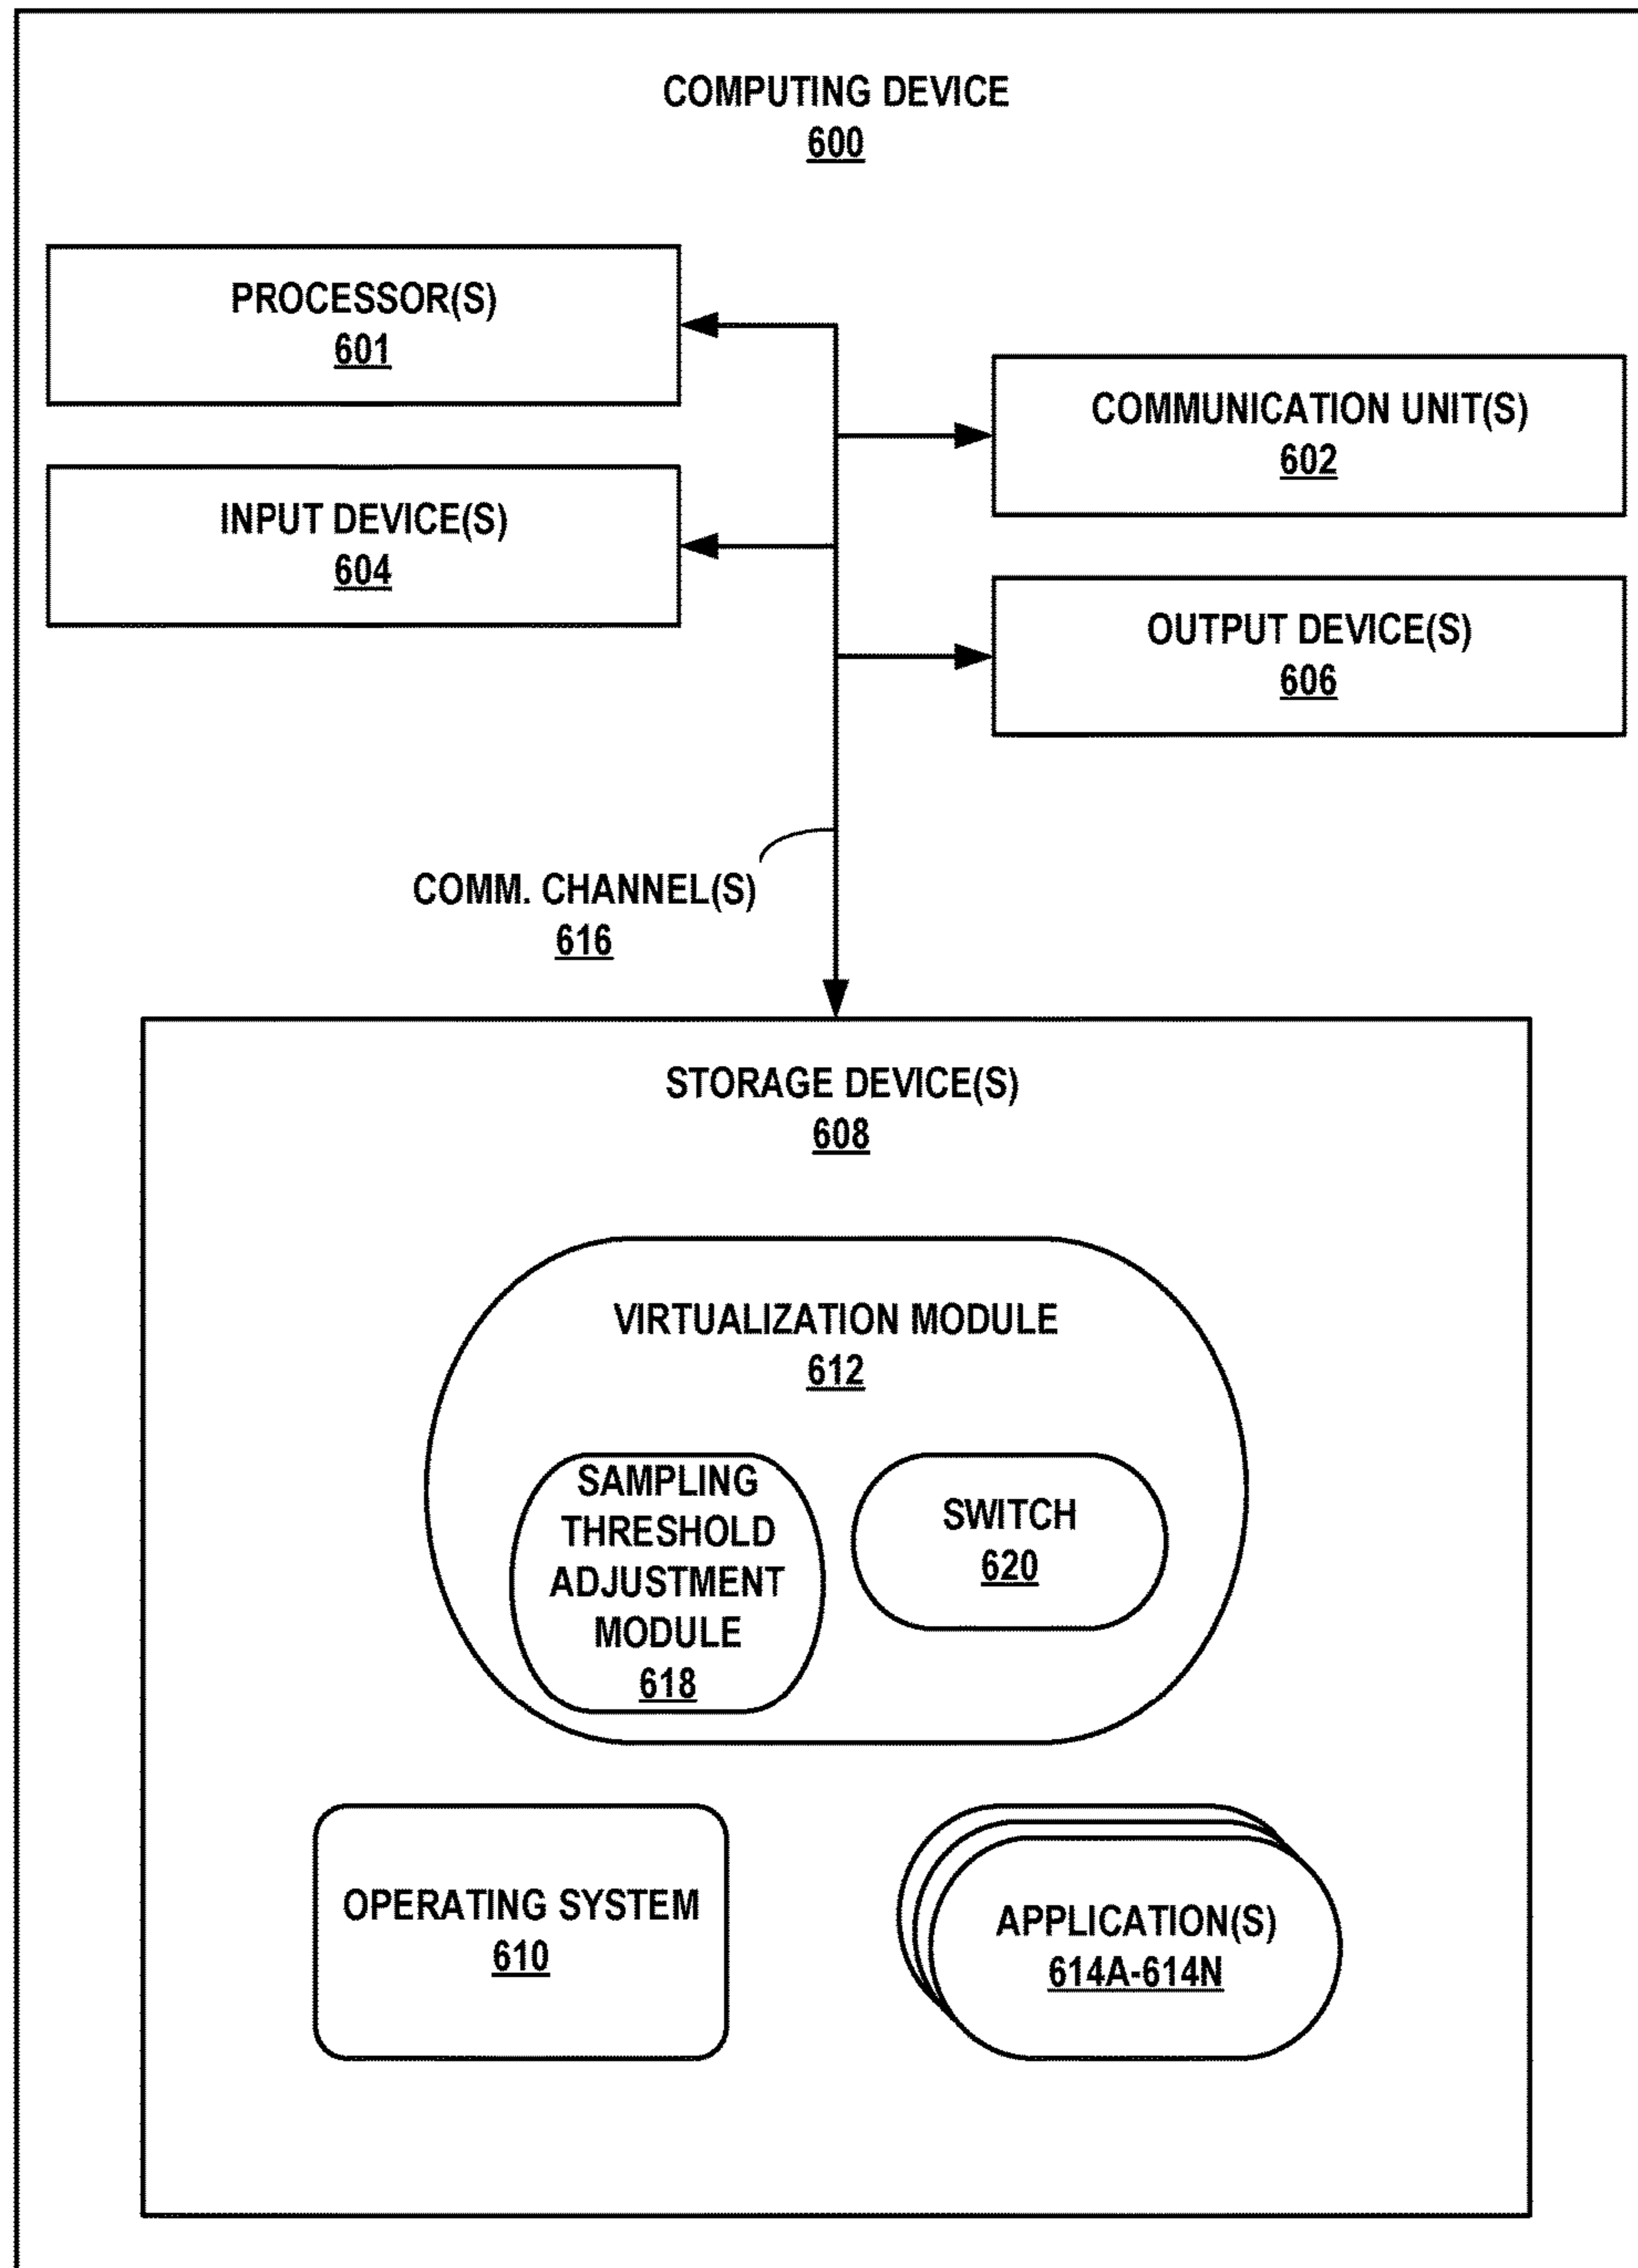 COMPUTING DEVICE
600
PROCESSOR(S)
601
COMMUNICATION UNIT(S)
602
INPUT DEVICE(S)
604
OUTPUT DEVICE(S)
606
COMM. CHANNEL(S)
616
STORAGE DEVICE(S)
608
VIRTUALIZATION MODULE
612
SAMPLING
THRESHOLD
ADJUSTMENT
MODULE
618
SWITCH
620
OPERATING SYSTEM
610
APPLICATION(S)
614A-614N